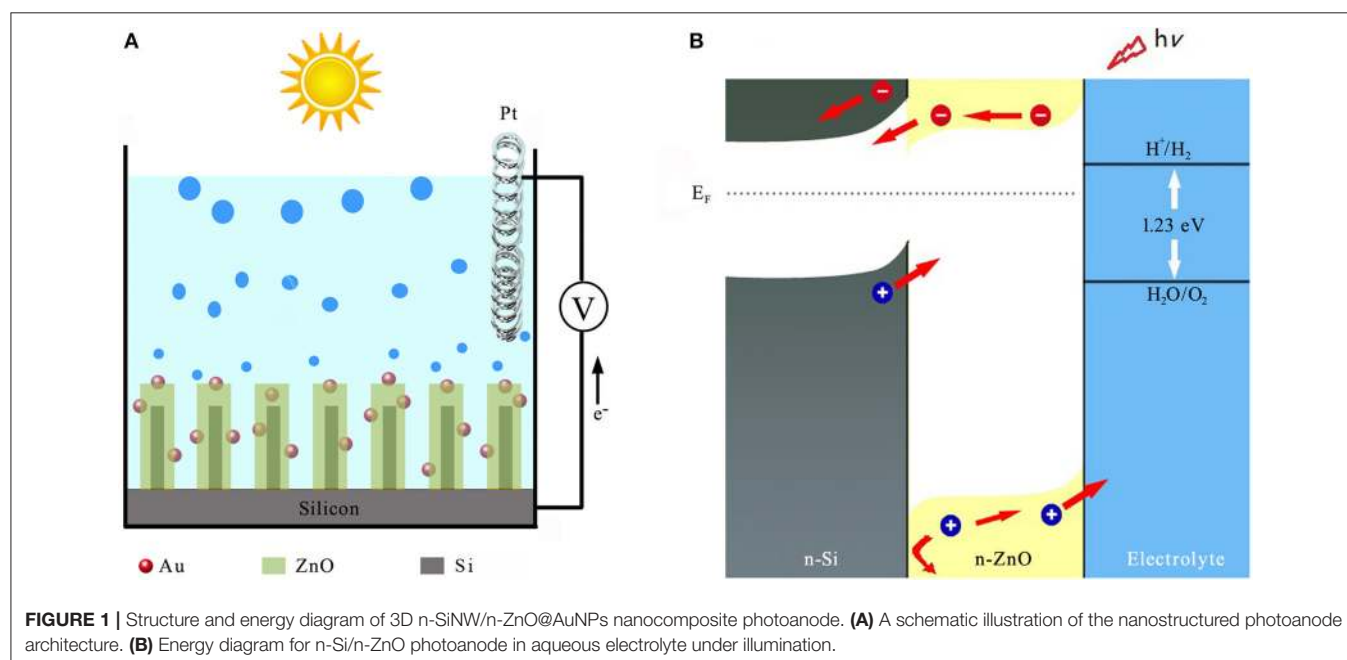 A
Pt
V
e⁻
Silicon
Au
ZnO
Si
B
hν
H⁺/H₂
E_F
1.23 eV
H₂O/O₂
n-Si
n-ZnO
Electrolyte
FIGURE 1 | Structure and energy diagram of 3D n-SiNW/n-ZnO@AuNPs nanocomposite photoanode. (A) A schematic illustration of the nanostructured photoanode
architecture. (B) Energy diagram for n-Si/n-ZnO photoanode in aqueous electrolyte under illumination.